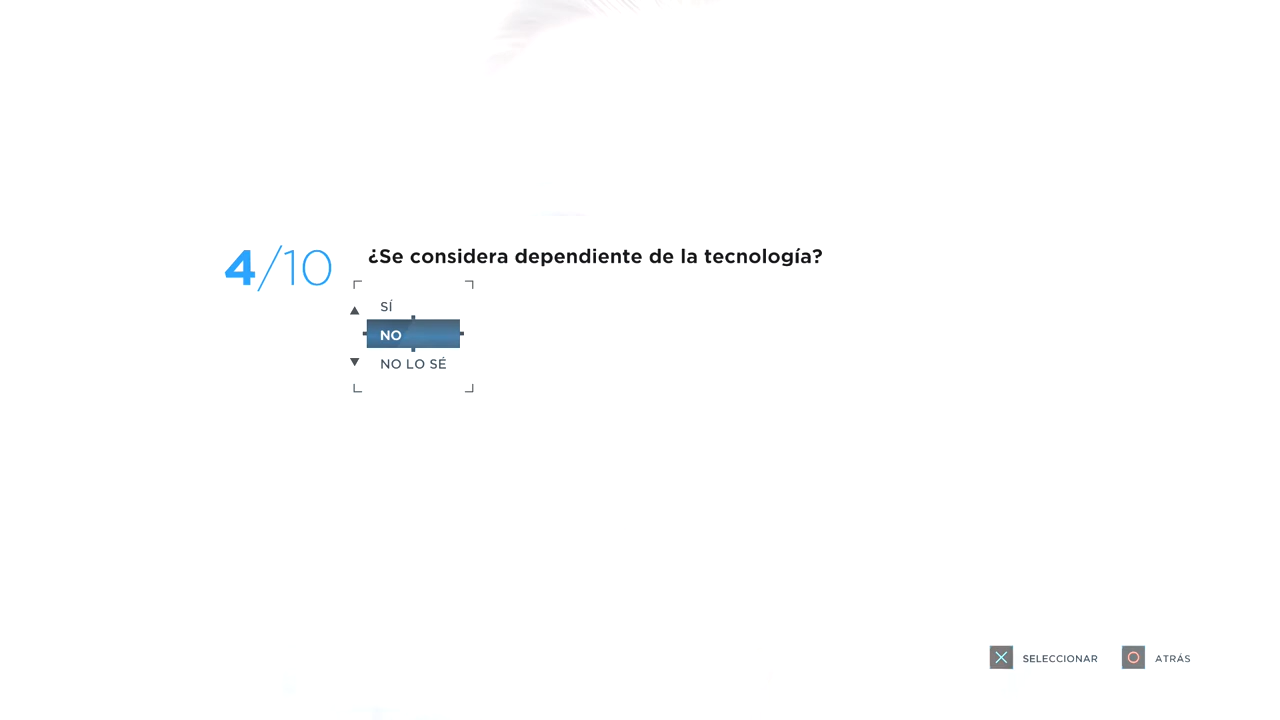 4/10
¿Se considera dependiente de la tecnología?
SÍ
NO
NO LO SÉ
SELECCIONAR ATRÁS